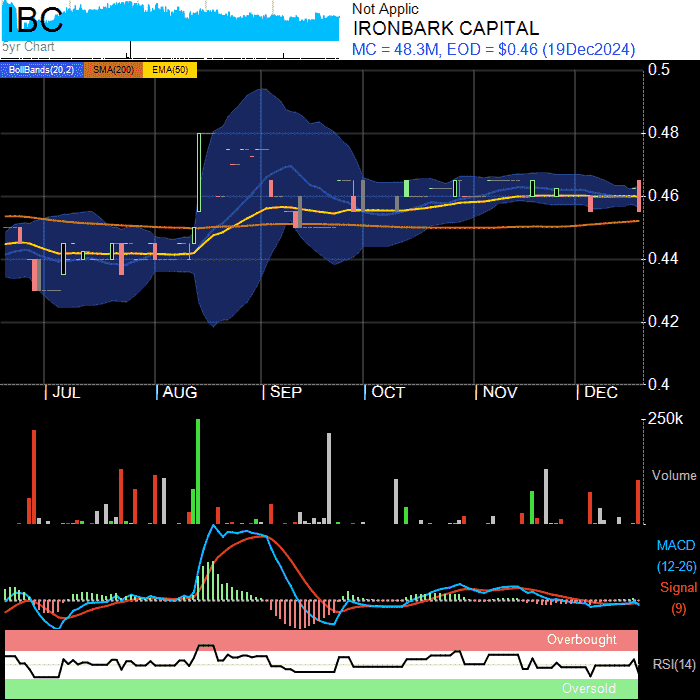 IBC
5yr Chart
Not Applic
IRONBARK CAPITAL
MC = 48.3M, EOD = $0.46 (19Dec2024)
BollBands(20,2) SMA(200) EMA(50)
0.5
0.48
0.46
0.44
0.42
0.4
JUL AUG SEP OCT NOV DEC
250k
Volume
MACD
(12-26)
Signal
(9)
Overbought
RSI(14)
Oversold